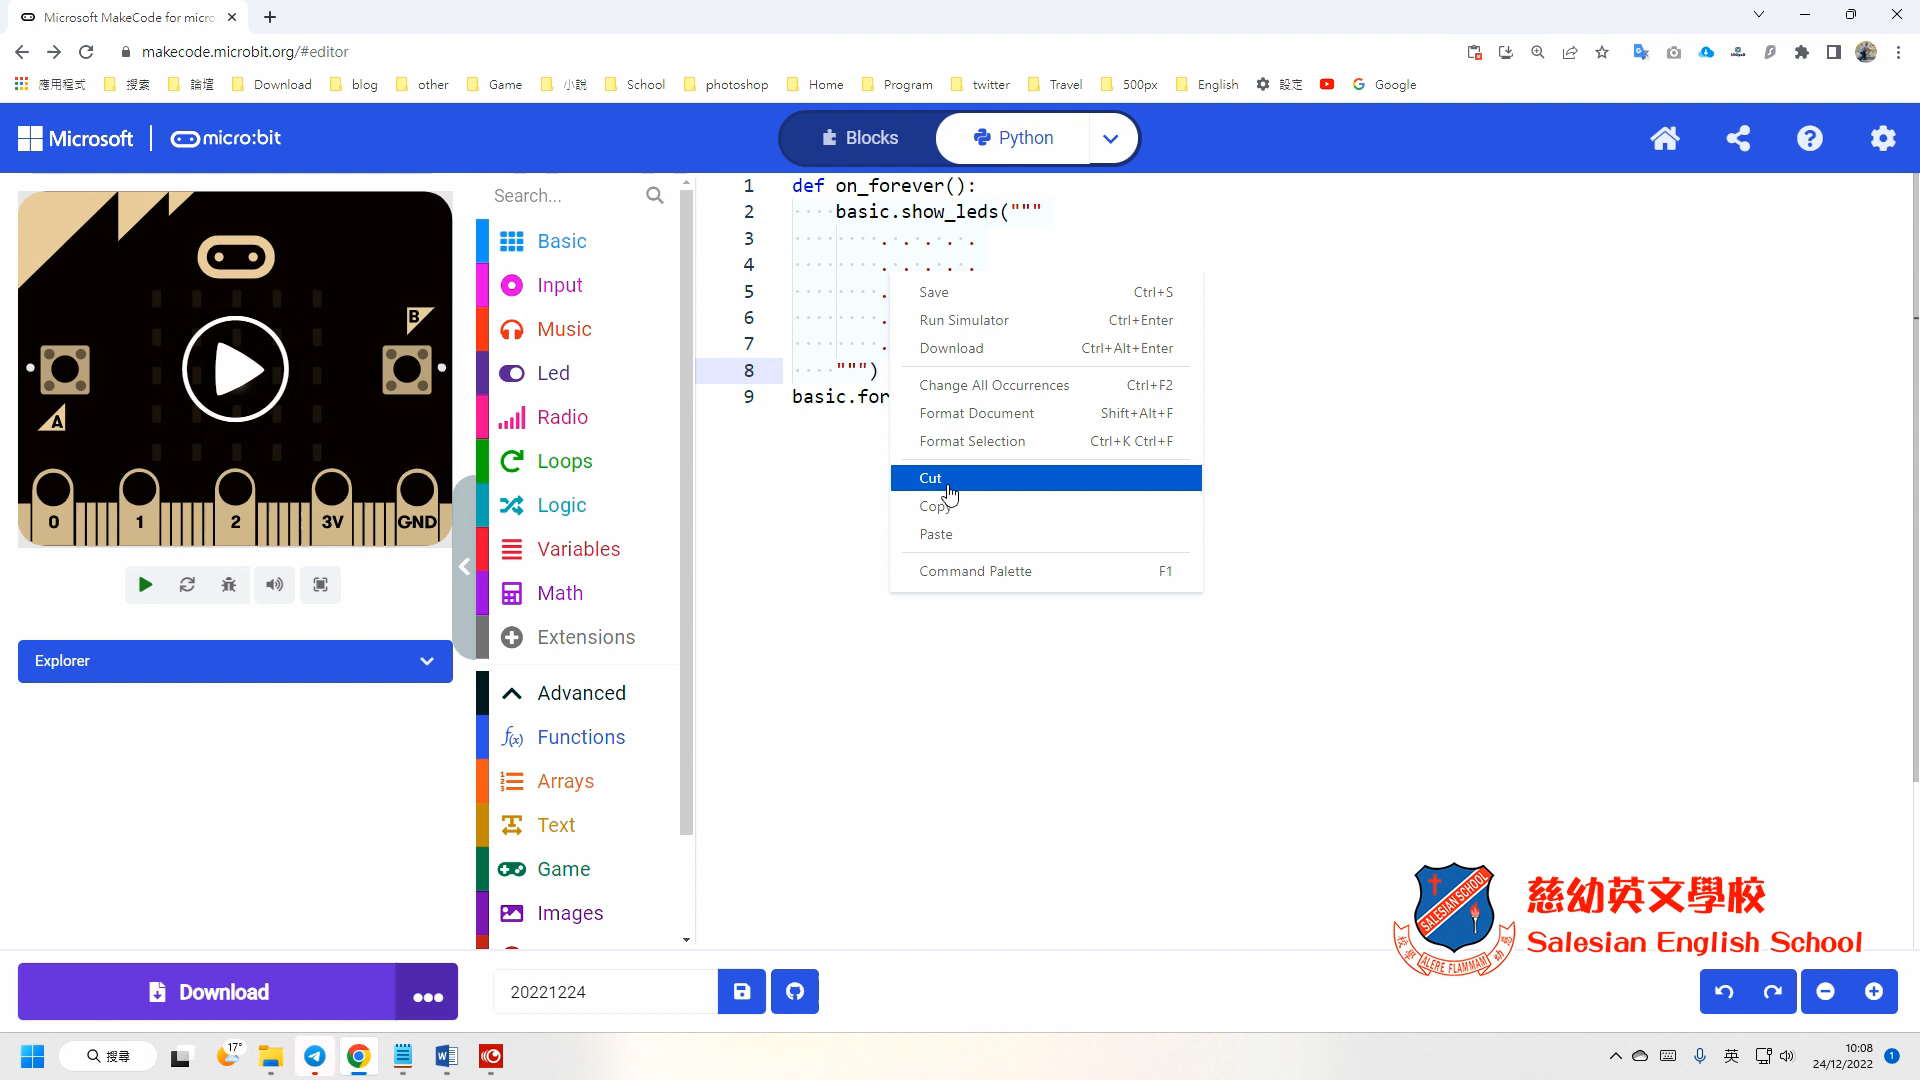 Microsoft MakeCode for micro
makecode.microbit.org/#editor
應用程式 搜索 論壇 Download blog other Game 小說 School photoshop Home Program twitter Travel 500px English 設定 Google
Microsoft micro:bit Blocks Python
Search...
Basic
Input
Music
Led
Radio
Loops
Logic
Variables
Math
Extensions
Advanced
Functions
Arrays
Text
Game
Images
A
B
0 1 2 3V GND
Explorer
1 def on_forever():
2 basic.show_leds("""
3 . . . . .
4 . . . . .
5 .
6 .
7 .
8 """)
9 basic.for
Save Ctrl+S
Run Simulator Ctrl+Enter
Download Ctrl+Alt+Enter
Change All Occurrences Ctrl+F2
Format Document Shift+Alt+F
Format Selection Ctrl+K Ctrl+F
Cut
Copy
Paste
Command Palette F1
SALESIAN SCHOOL
ALERE FLAMMAM
慈幼英文學校
Salesian English School
Download
20221224
搜尋
17°
英
10:08
24/12/2022
1